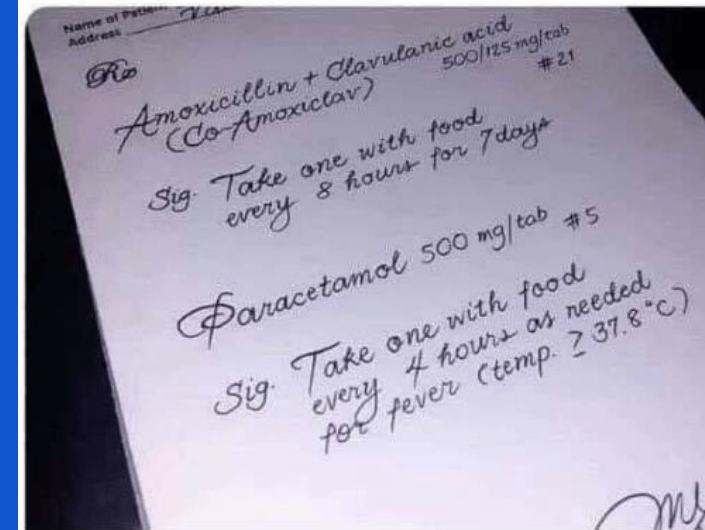 Name of Patient
Address
Rx
Amoxicillin + Clavulanic acid
(Co-Amoxiclav) 500/125 mg/tab
#21
Sig. Take one with food
every 8 hours for 7 days
Paracetamol 500 mg/tab #5
Sig. Take one with food
every 4 hours as needed
for fever (temp. ≥ 37.8°C)